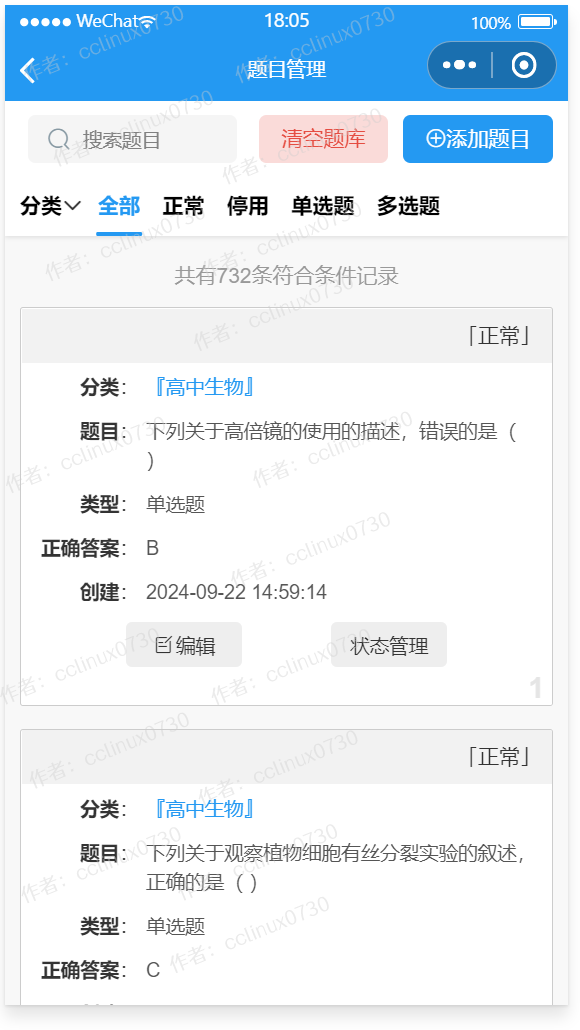 WeChat 18:05 100%
题目管理
搜索题目 清空题库 添加题目
分类 全部 正常 停用 单选题 多选题
共有732条符合条件记录
「正常」
分类： 『高中生物』
题目： 下列关于高倍镜的使用的描述，错误的是（
）
类型： 单选题
正确答案： B
创建： 2024-09-22 14:59:14
编辑 状态管理
1
「正常」
分类： 『高中生物』
题目： 下列关于观察植物细胞有丝分裂实验的叙述，
正确的是（ ）
类型： 单选题
正确答案： C
作者：cclinux0730